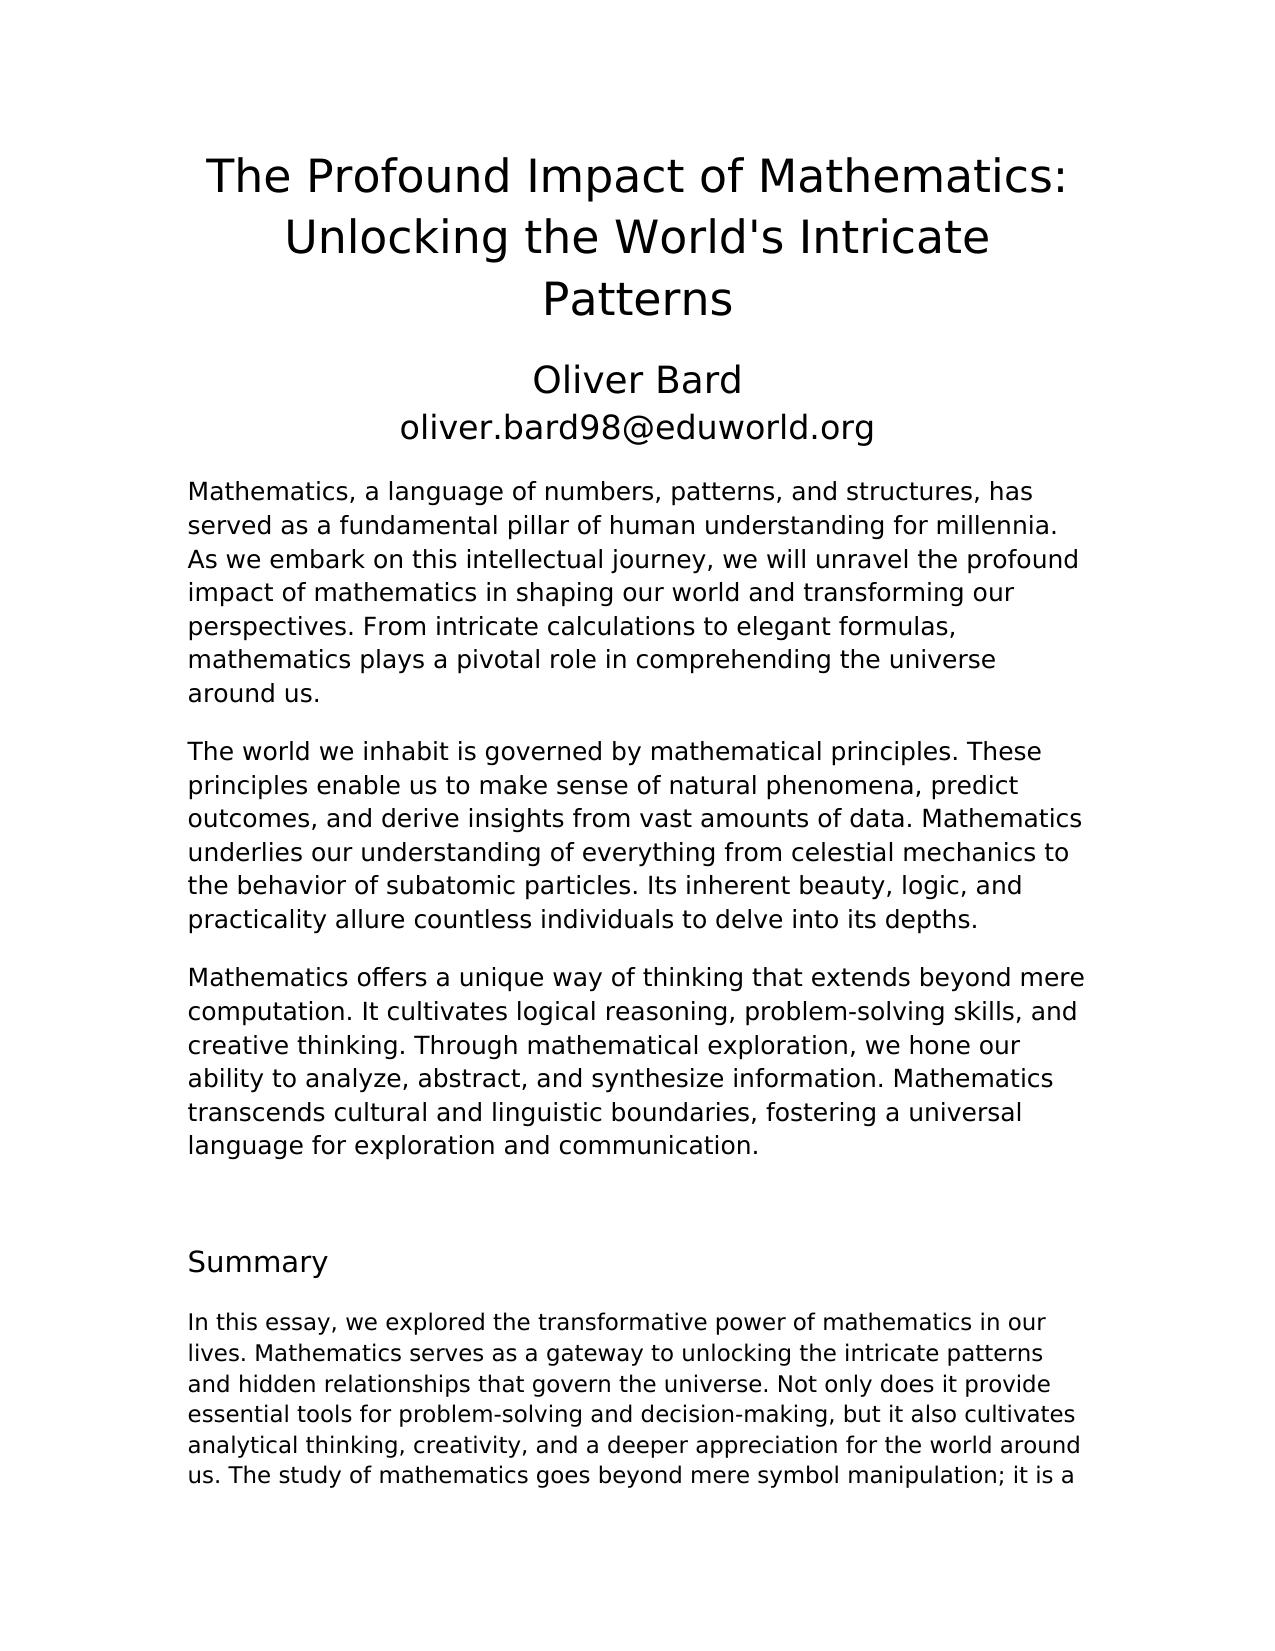 The Profound Impact of Mathematics:
Unlocking the World's Intricate
Patterns
Oliver Bard
oliver.bard98@eduworld.org
Mathematics, a language of numbers, patterns, and structures, has
served as a fundamental pillar of human understanding for millennia.
As we embark on this intellectual journey, we will unravel the profound
impact of mathematics in shaping our world and transforming our
perspectives. From intricate calculations to elegant formulas,
mathematics plays a pivotal role in comprehending the universe
around us.
The world we inhabit is governed by mathematical principles. These
principles enable us to make sense of natural phenomena, predict
outcomes, and derive insights from vast amounts of data. Mathematics
underlies our understanding of everything from celestial mechanics to
the behavior of subatomic particles. Its inherent beauty, logic, and
practicality allure countless individuals to delve into its depths.
Mathematics offers a unique way of thinking that extends beyond mere
computation. It cultivates logical reasoning, problem-solving skills, and
creative thinking. Through mathematical exploration, we hone our
ability to analyze, abstract, and synthesize information. Mathematics
transcends cultural and linguistic boundaries, fostering a universal
language for exploration and communication.
Summary
In this essay, we explored the transformative power of mathematics in our
lives. Mathematics serves as a gateway to unlocking the intricate patterns
and hidden relationships that govern the universe. Not only does it provide
essential tools for problem-solving and decision-making, but it also cultivates
analytical thinking, creativity, and a deeper appreciation for the world around
us. The study of mathematics goes beyond mere symbol manipulation; it is a